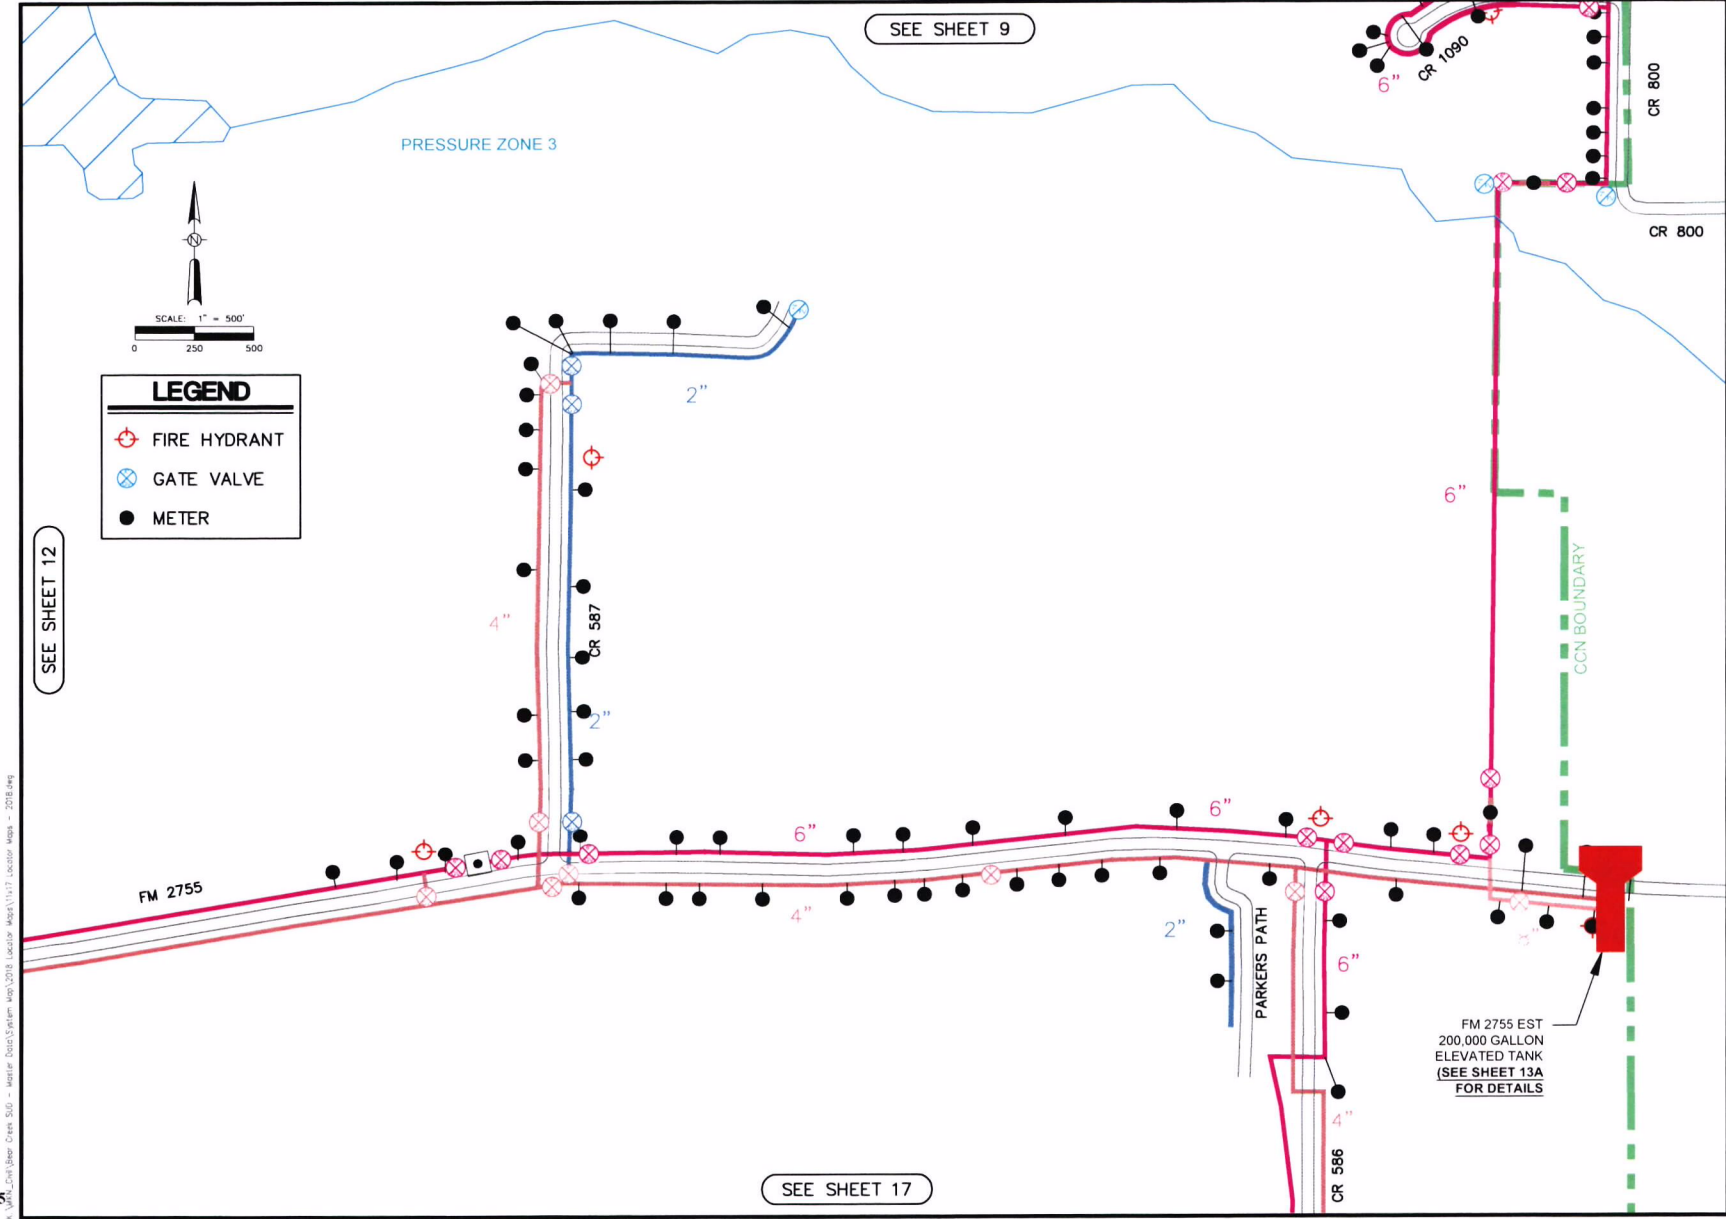 SEE SHEET 9
CR 1090
6"
CR 800
CR 800
PRESSURE ZONE 3
N
SCALE: 1" = 500'
0 250 500
LEGEND
FIRE HYDRANT
GATE VALVE
METER
SEE SHEET 12
2"
4"
CR 587
2"
6"
CCN BOUNDARY
FM 2755
6"
6"
4"
2"
PARKERS PATH
6"
8"
FM 2755 EST
200,000 GALLON
ELEVATED TANK
(SEE SHEET 13A
FOR DETAILS
4"
CR 586
SEE SHEET 17